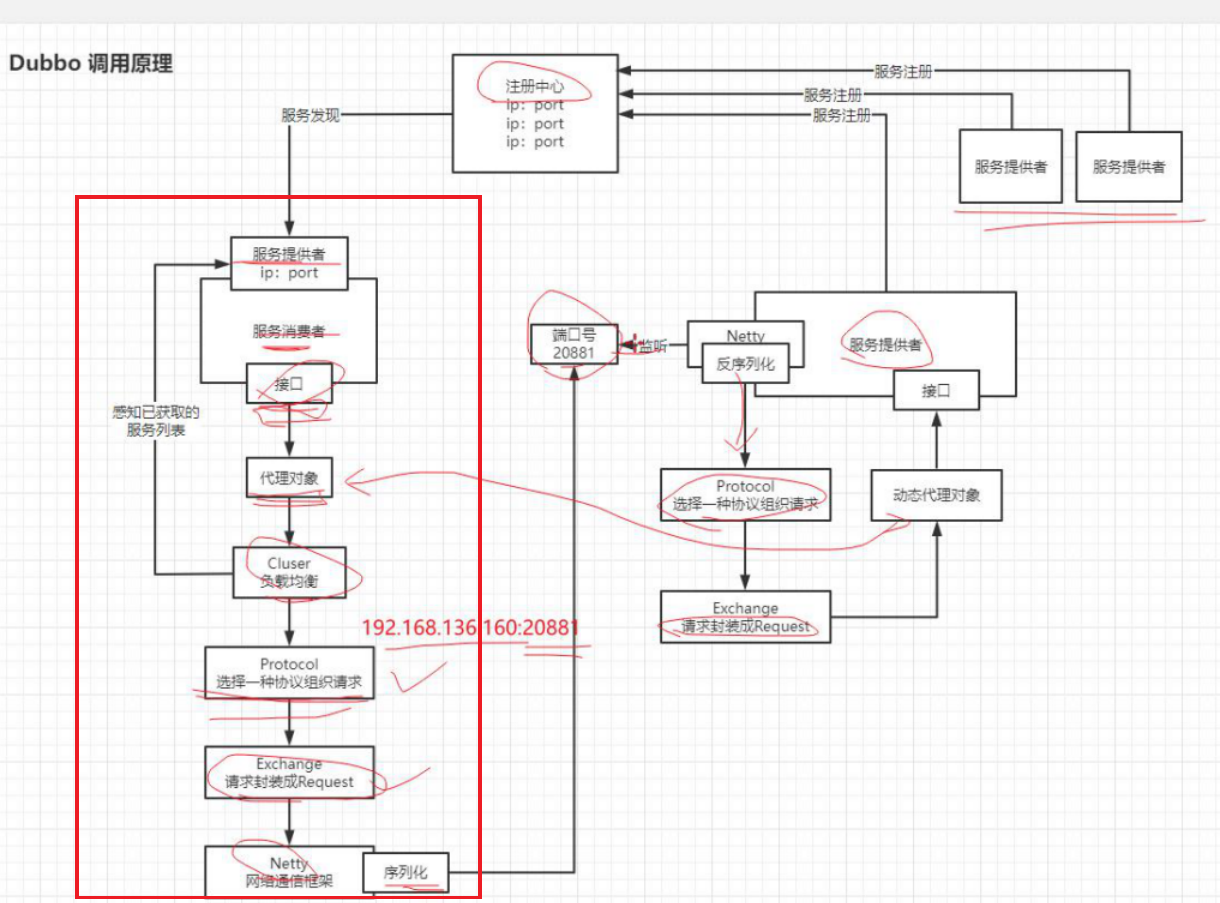 Dubbo 调用原理
注册中心
ip: port
ip: port
ip: port
服务注册
服务注册
服务注册
服务发现
服务提供者
服务提供者
服务提供者
ip: port
服务消费者
接口
感知已获取的
服务列表
代理对象
Cluser
负载均衡
192.168.136.160:20881
Protocol
选择一种协议组织请求
Exchange
请求封装成Request
Netty
网络通信框架
序列化
端口号
20881
监听
Netty
反序列化
服务提供者
接口
Protocol
选择一种协议组织请求
动态代理对象
Exchange
请求封装成Request